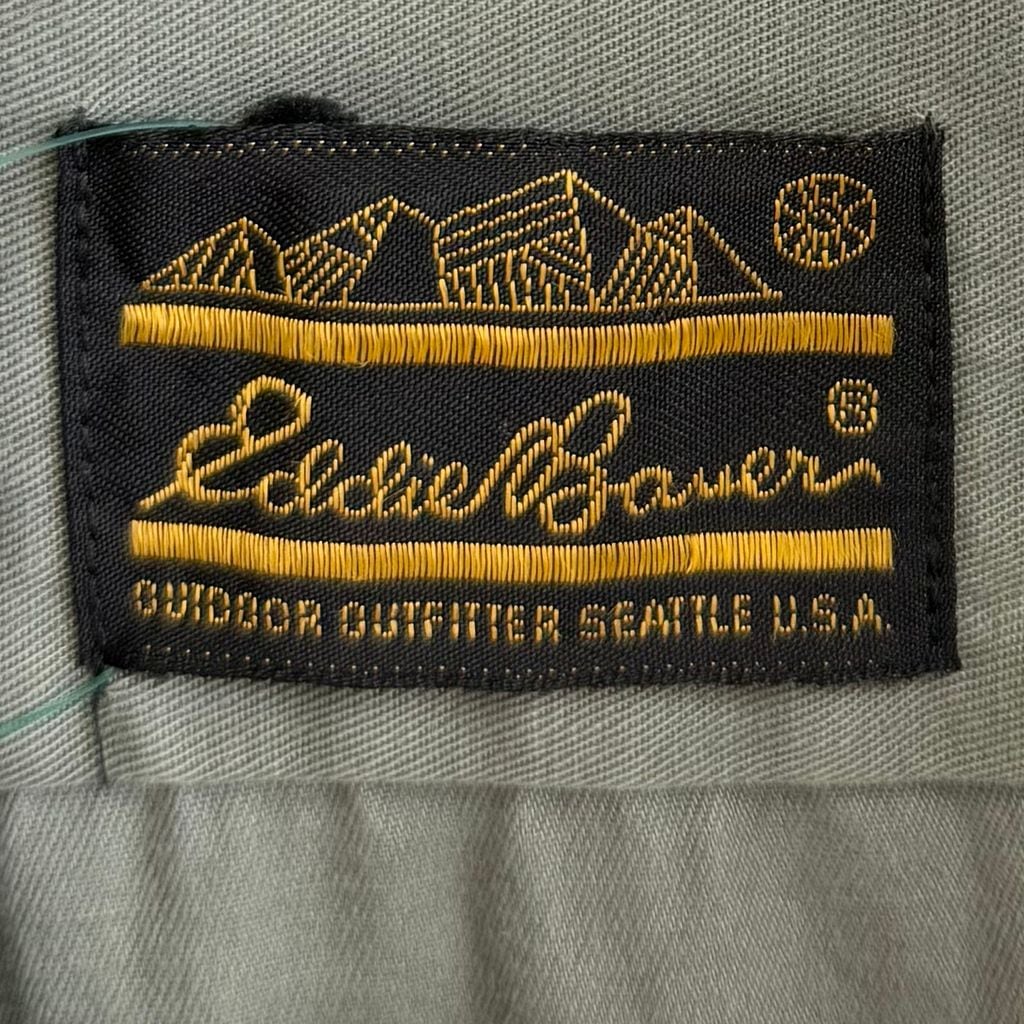 Eddie Bauer ®
OUTDOOR OUTFITTER SEATTLE U.S.A.